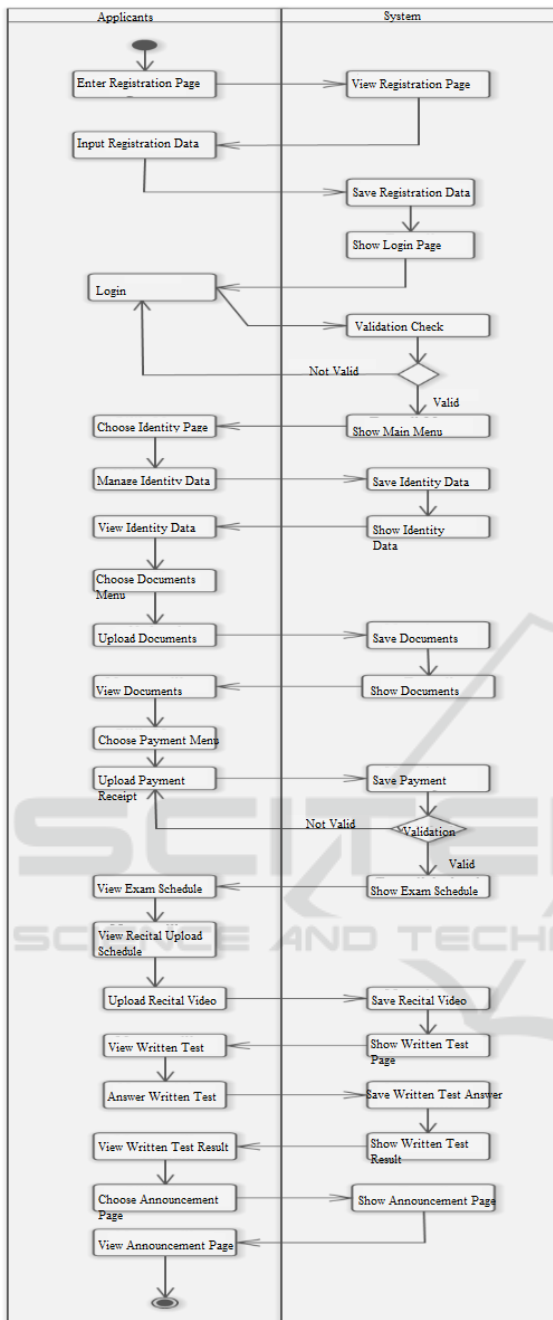 Applicants
System
Enter Registration Page
View Registration Page
Input Registration Data
Save Registration Data
Show Login Page
Login
Validation Check
Not Valid
Valid
Choose Identity Page
Show Main Menu
Manage Identity Data
Save Identity Data
View Identity Data
Show Identity
Data
Choose Documents
Menu
Upload Documents
Save Documents
View Documents
Show Documents
Choose Payment Menu
Upload Payment
Receipt
Save Payment
Not Valid
Validation
Valid
View Exam Schedule
Show Exam Schedule
View Recital Upload
Schedule
Upload Recital Video
Save Recital Video
View Written Test
Show Written Test
Page
Answer Written Test
Save Written Test Answer
View Written Test Result
Show Written Test
Result
Choose Announcement
Page
Show Announcement Page
View Announcement Page
SCITE
SCIENCE AND TECH